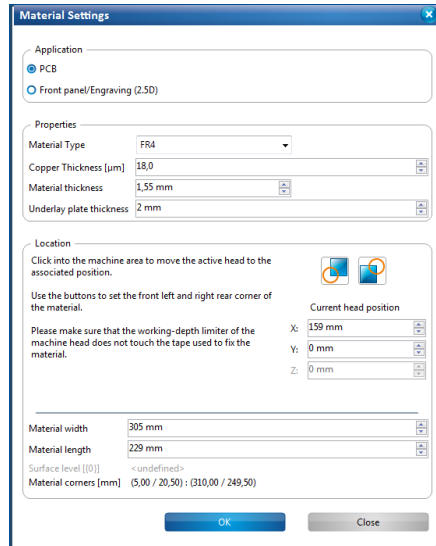 Material Settings
Application
PCB
Front panel/Engraving (2.5D)
Properties
Material Type FR4
Copper Thickness [µm] 18,0
Material thickness 1,55 mm
Underlay plate thickness 2 mm
Location
Click into the machine area to move the active head to the
associated position.
Use the buttons to set the front left and right rear corner of
the material.
Current head position
Please make sure that the working-depth limiter of the
machine head does not touch the tape used to fix the
material.
X: 159 mm
Y: 0 mm
Z: 0 mm
Material width 305 mm
Material length 229 mm
Surface level [{0}] <undefined>
Material corners [mm] (5,00 / 20,50) : (310,00 / 249,50)
OK Close